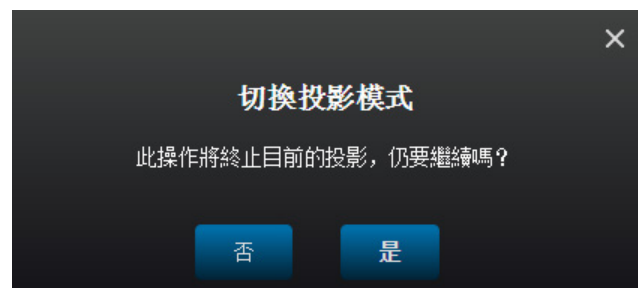 切換投影模式
此操作將終止目前的投影，仍要繼續嗎？
否
是